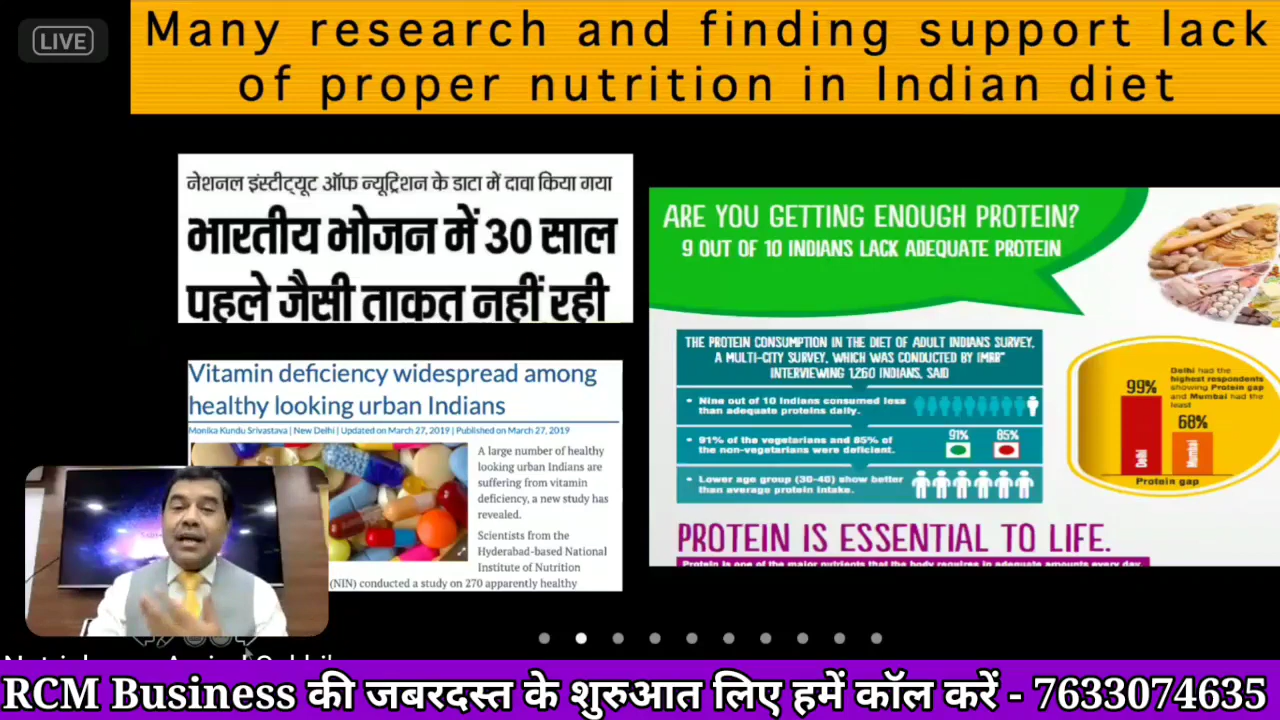 LIVE
Many research and finding support lack
of proper nutrition in Indian diet
नेशनल इंस्टीट्यूट ऑफ न्यूट्रिशन के डाटा में दावा किया गया
भारतीय भोजन में 30 साल
पहले जैसी ताकत नहीं रही
Vitamin deficiency widespread among
healthy looking urban Indians
Monika Kundu Srivastava | New Delhi | Updated on March 27, 2019 | Published on March 27, 2019
A large number of healthy
looking urban Indians are
suffering from vitamin
deficiency, a new study has
revealed.
Scientists from the
Hyderabad-based National
Institute of Nutrition
(NIN) conducted a study on 270 apparently healthy
ARE YOU GETTING ENOUGH PROTEIN?
9 OUT OF 10 INDIANS LACK ADEQUATE PROTEIN
THE PROTEIN CONSUMPTION IN THE DIET OF ADULT INDIANS SURVEY,
A MULTI-CITY SURVEY, WHICH WAS CONDUCTED BY IMRB"
INTERVIEWING 1,260 INDIANS, SAID
• Nine out of 10 Indians consumed less
than adequate proteins daily.
• 91% of the vegetarians and 85% of
the non-vegetarians were deficient.
91% 85%
• Lower age group (30-40) show better
than average protein intake.
Delhi had the
highest respondents
showing Protein gap
and Mumbai had the
least
99%
68%
Delhi
Mumbai
Protein gap
PROTEIN IS ESSENTIAL TO LIFE.
Protein is one of the major nutrients that the body requires in adequate amounts every day.
RCM Business की जबरदस्त के शुरुआत लिए हमें कॉल करें - 7633074635